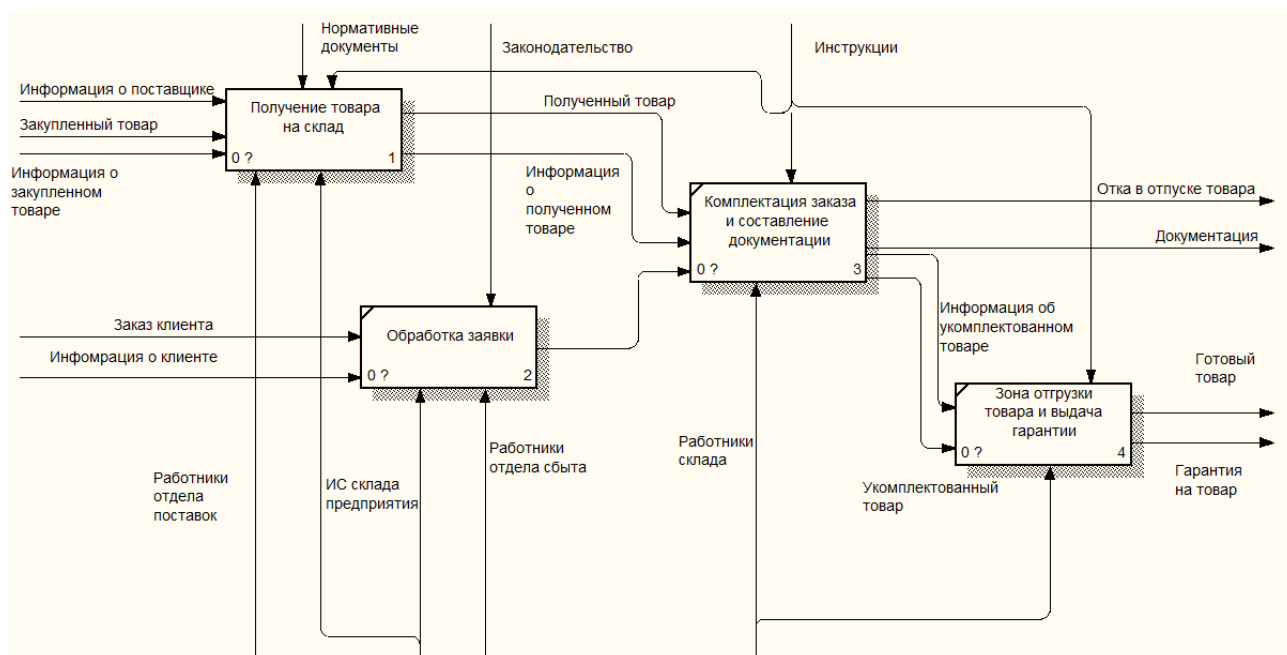 Нормативные
документы
Законодательство
Инструкции
Информация о поставщике
Закупленный товар
Информация о
закупленном
товаре
Получение товара
на склад
0 ?
1
Полученный товар
Информация
о
полученном
товаре
Комплектация заказа
и составление
документации
0 ?
3
Отка в отпуске товара
Документация
Заказ клиента
Инфомрация о клиенте
Обработка заявки
0 ?
2
Информация об
укомплектованном
товаре
Готовый
товар
Зона отгрузки
товара и выдача
гарантии
0 ?
4
Работники
отдела
поставок
ИС склада
предприятия
Работники
отдела сбыта
Работники
склада
Укомплектованный
товар
Гарантия
на товар